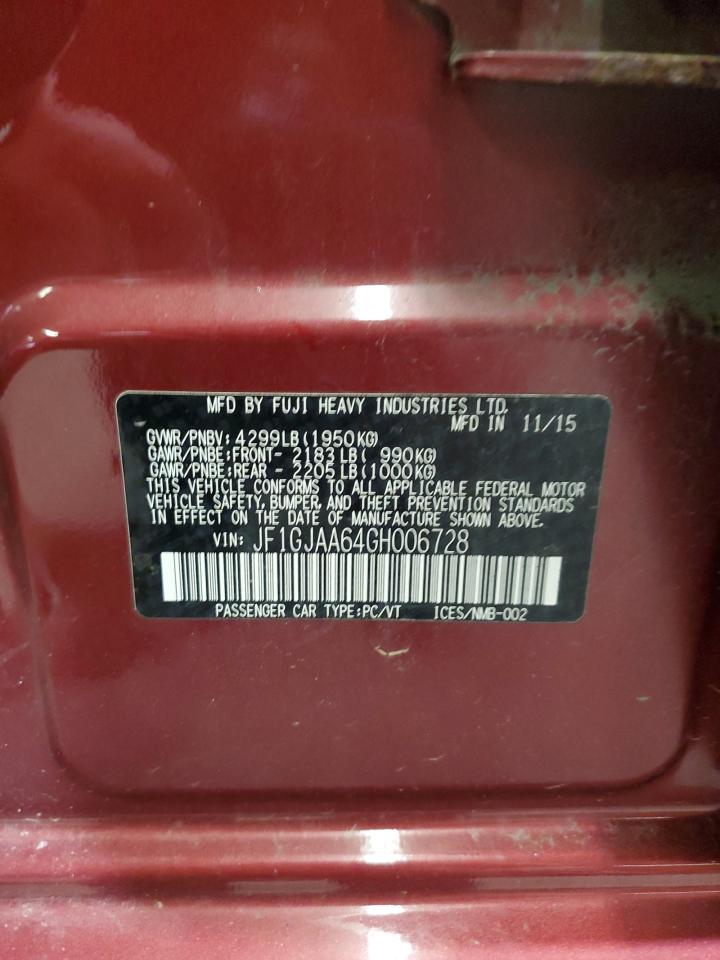 MFD BY FUJI HEAVY INDUSTRIES LTD.
MFD IN 11/15
GVWR/PNBV: 4299LB(1950KG)
GAWR/PNBE:FRONT- 2183LB( 990KG)
GAWR/PNBE:REAR - 2205LB(1000KG)
THIS VEHICLE CONFORMS TO ALL APPLICABLE FEDERAL MOTOR
VEHICLE SAFETY, BUMPER, AND THEFT PREVENTION STANDARDS
IN EFFECT ON THE DATE OF MANUFACTURE SHOWN ABOVE.
VIN: JF1GJAA64GH006728
PASSENGER CAR TYPE:PC/VT ICES/NMB-002